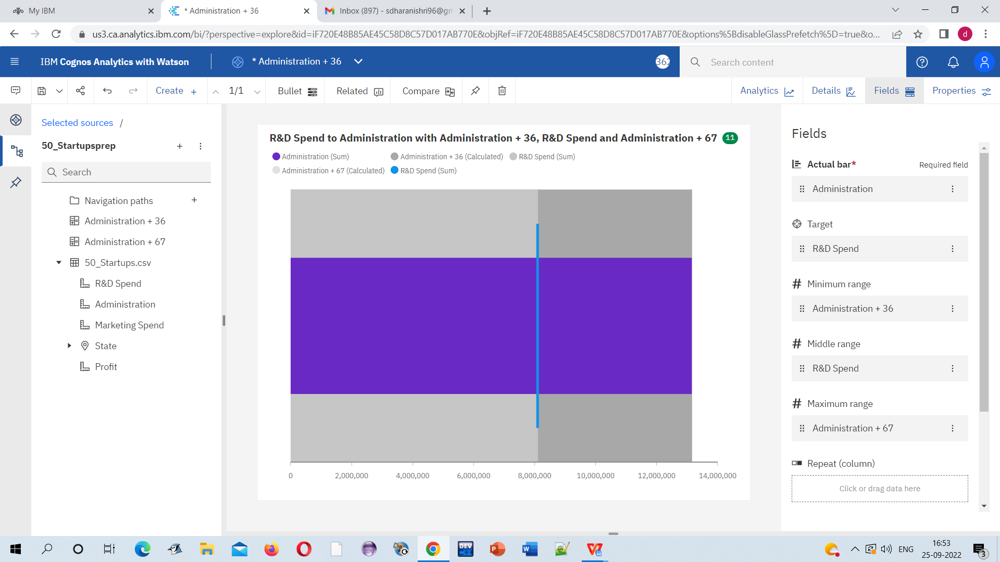 My IBM
* Administration + 36
Inbox (897) - sdharanishri96@gm
us3.ca.analytics.ibm.com/bi/?perspective=explore&id=iF720E48B85AE45C58D8C57D017AB770E&objRef=iF720E48B85AE45C58D8C57D017AB770E&options%5BdisableGlassPrefetch%5D=true&o...
d
IBM Cognos Analytics with Watson
* Administration + 36
362
Search content
Create +
1/1
Bullet
Related
Compare
Analytics
Details
Fields
Properties
Selected sources /
50_Startupsprep
Search
Navigation paths
Administration + 36
Administration + 67
50_Startups.csv
R&D Spend
Administration
Marketing Spend
State
Profit
R&D Spend to Administration with Administration + 36, R&D Spend and Administration + 67 11
Administration (Sum) Administration + 36 (Calculated) R&D Spend (Sum)
Administration + 67 (Calculated) R&D Spend (Sum)
0 2,000,000 4,000,000 6,000,000 8,000,000 10,000,000 12,000,000 14,000,000
Fields
Actual bar* Required field
Administration
Target
R&D Spend
Minimum range
Administration + 36
Middle range
R&D Spend
Maximum range
Administration + 67
Repeat (column)
Click or drag data here
DEV
C++
P
W
ENG
16:53
25-09-2022
3